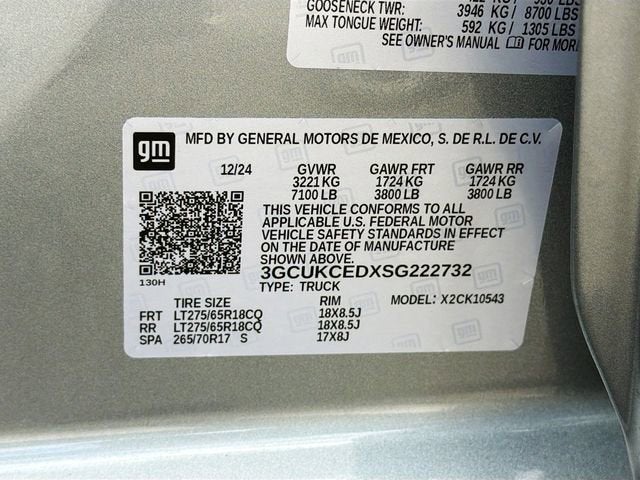 GOOSENECK TWR:
3946 KG / 8700 LBS
MAX TONGUE WEIGHT: 592 KG / 1305 LBS
SEE OWNER'S MANUAL FOR
gm
MFD BY GENERAL MOTORS DE MEXICO, S. DE R.L. DE C.V.
12/24 GVWR GAWR FRT GAWR RR
3221 KG 1724 KG 1724 KG
7100 LB 3800 LB 3800 LB
THIS VEHICLE CONFORMS TO ALL
APPLICABLE U.S. FEDERAL MOTOR
VEHICLE SAFETY STANDARDS IN EFFECT
ON THE DATE OF MANUFACTURE
SHOWN ABOVE.
3GCUKCEDXSG222732
130H
TYPE: TRUCK
MODEL: X2CK10543
TIRE SIZE RIM
FRT LT275/65R18CQ 18X8.5J
RR LT275/65R18CQ 18X8.5J
SPA 265/70R17 S 17X8J